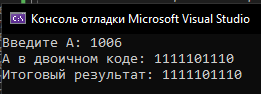 Консоль отладки Microsoft Visual Studio
Введите A: 1006
А в двоичном коде: 1111101110
Итоговый результат: 1111101110